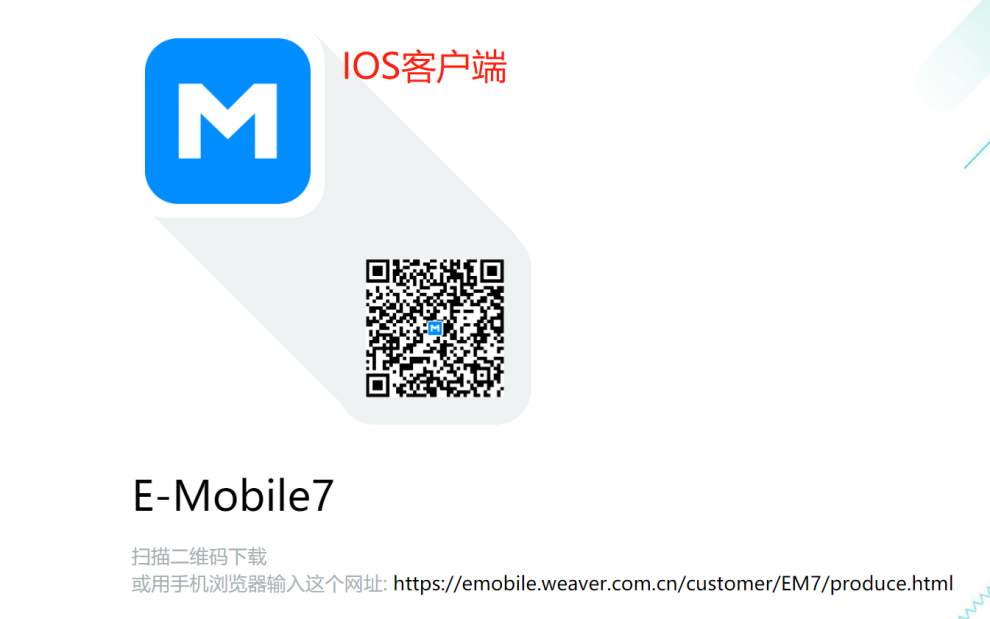 M
IOS客户端
M
E-Mobile7
扫描二维码下载
或用手机浏览器输入这个网址: https://emobile.weaver.com.cn/customer/EM7/produce.html